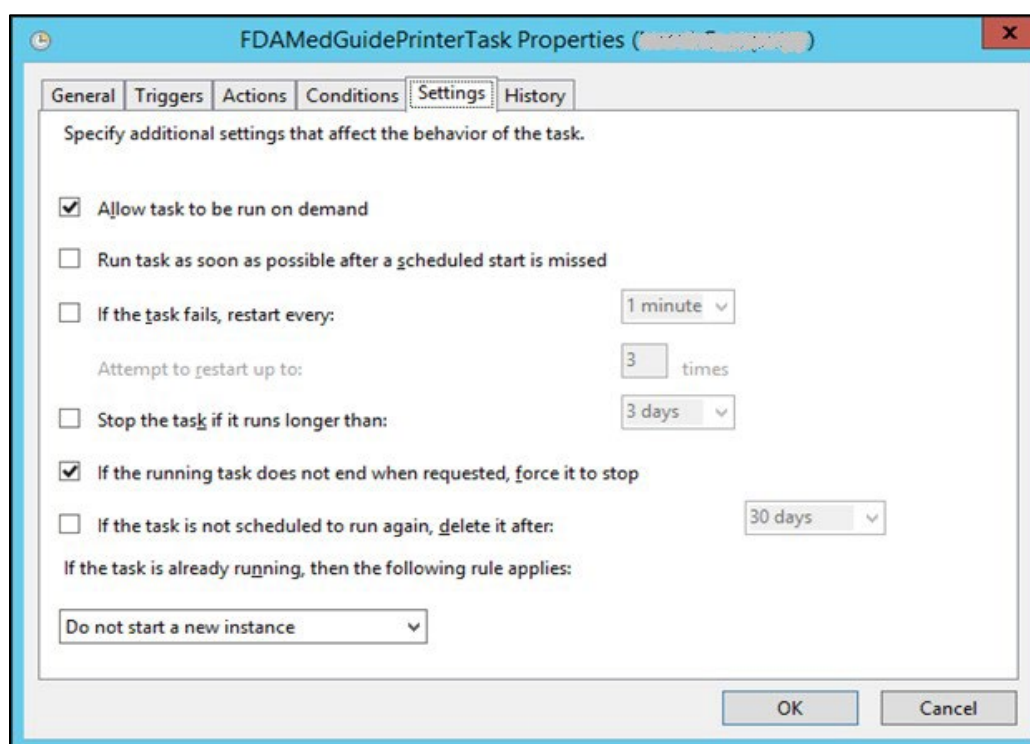 FDAMedGuidePrinterTask Properties ( )
General Triggers Actions Conditions Settings History
Specify additional settings that affect the behavior of the task.
Allow task to be run on demand
Run task as soon as possible after a scheduled start is missed
If the task fails, restart every: 1 minute
Attempt to restart up to: 3 times
Stop the task if it runs longer than: 3 days
If the running task does not end when requested, force it to stop
If the task is not scheduled to run again, delete it after: 30 days
If the task is already running, then the following rule applies:
Do not start a new instance
OK Cancel